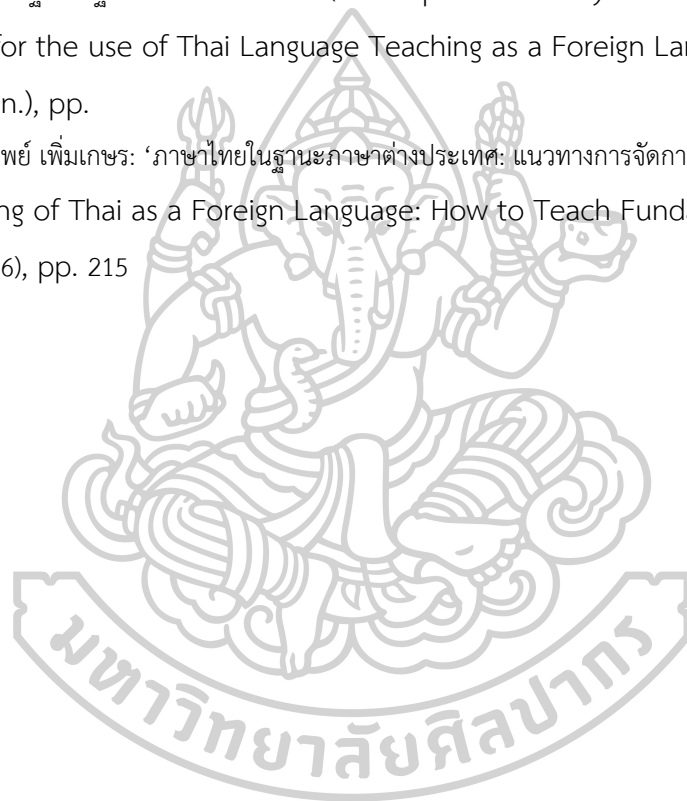 for the use of Thai Language Teaching as a Foreign Lan
n.), pp.
พย์ เพิ่มเกษร: ‘ภาษาไทยในฐานะภาษาต่างประเทศ: แนวทางการจัดกา
ng of Thai as a Foreign Language: How to Teach Funda
6), pp. 215
มหาวิทยาลัยศิลปากร